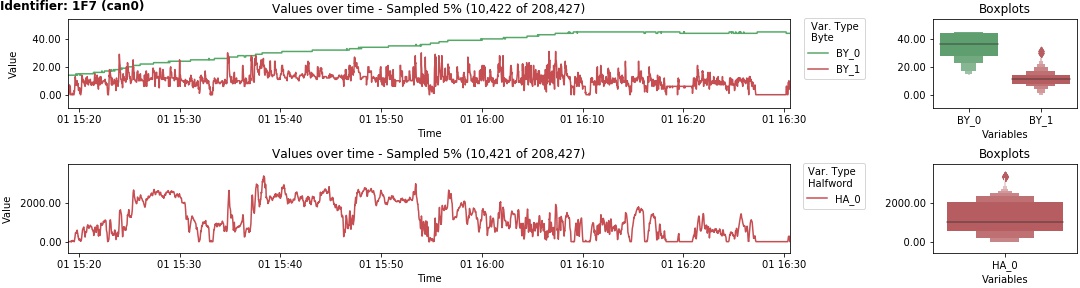 Identifier: 1F7 (can0)
Values over time - Sampled 5% (10,422 of 208,427)
Boxplots
Value
40.00
20.00
0.00
01 15:20 01 15:30 01 15:40 01 15:50 01 16:00 01 16:10 01 16:20 01 16:30
Time
Var. Type
Byte
BY_0
BY_1
40.00
20.00
0.00
BY_0 BY_1
Variables
Values over time - Sampled 5% (10,421 of 208,427)
Boxplots
Value
2000.00
0.00
01 15:20 01 15:30 01 15:40 01 15:50 01 16:00 01 16:10 01 16:20 01 16:30
Time
Var. Type
Halfword
HA_0
2000.00
0.00
HA_0
Variables